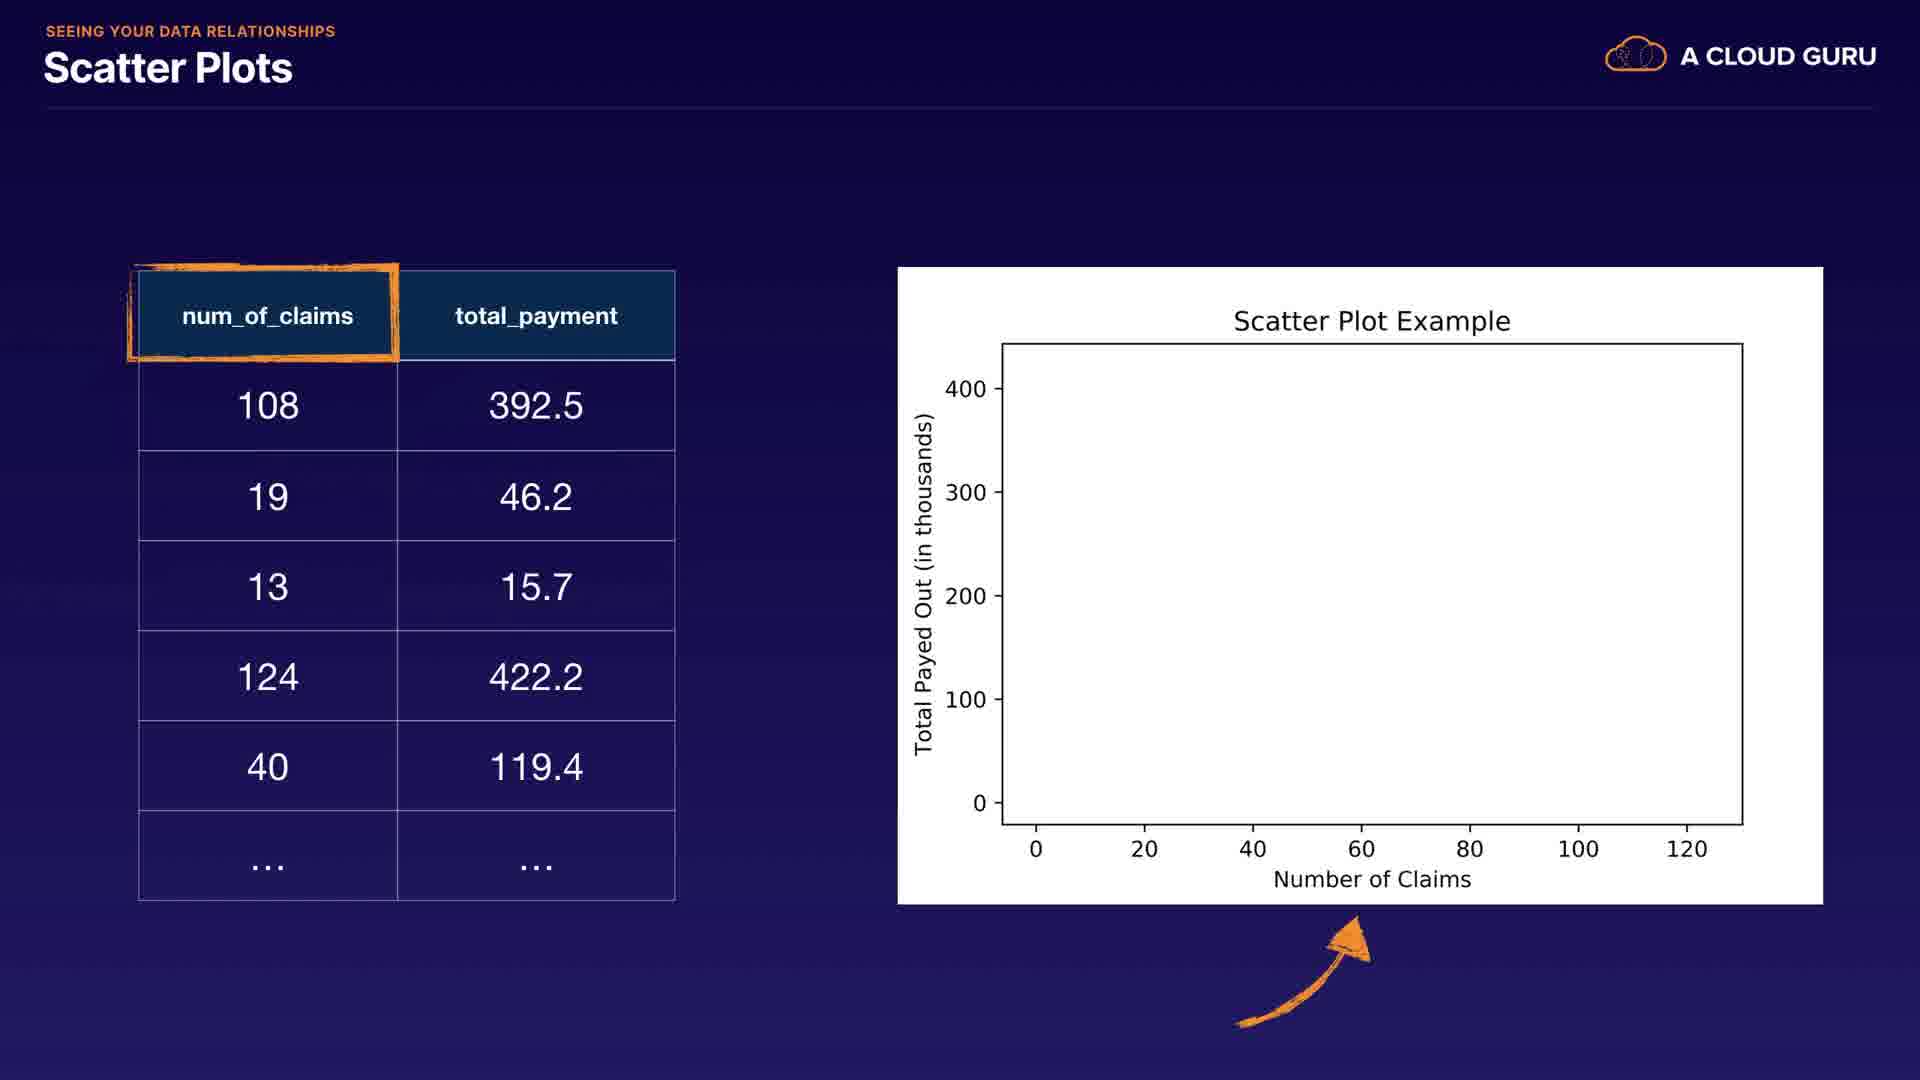 SEEING YOUR DATA RELATIONSHIPS
Scatter Plots
A CLOUD GURU
num_of_claims total_payment
108 392.5
19 46.2
13 15.7
124 422.2
40 119.4
... ...
Scatter Plot Example
Total Payed Out (in thousands)
400
300
200
100
0
0 20 40 60 80 100 120
Number of Claims